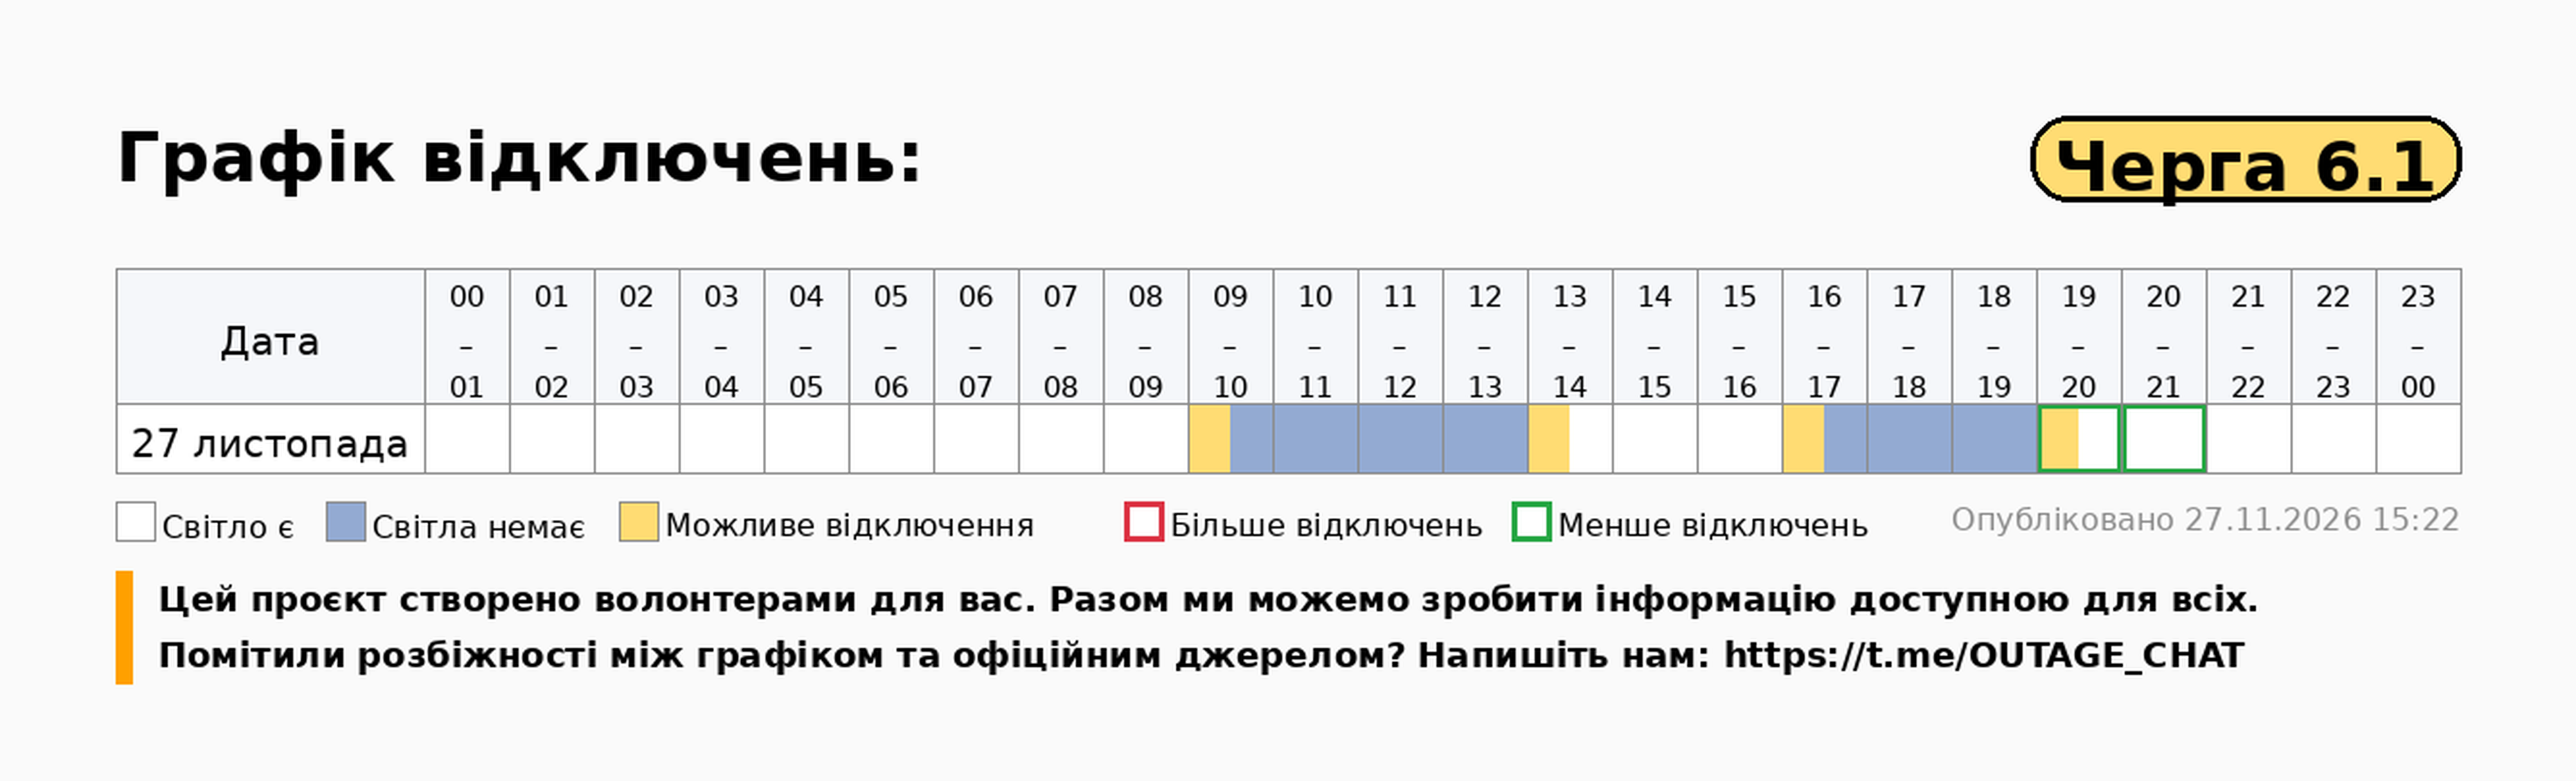 Графік відключень:
Черга 6.1
Дата
00 – 01
01 – 02
02 – 03
03 – 04
04 – 05
05 – 06
06 – 07
07 – 08
08 – 09
09 – 10
10 – 11
11 – 12
12 – 13
13 – 14
14 – 15
15 – 16
16 – 17
17 – 18
18 – 19
19 – 20
20 – 21
21 – 22
22 – 23
23 – 00
27 листопада
Світло є
Світла немає
Можливе відключення
Більше відключень
Менше відключень
Опубліковано 27.11.2026 15:22
Цей проєкт створено волонтерами для вас. Разом ми можемо зробити інформацію доступною для всіх.
Помітили розбіжності між графіком та офіційним джерелом? Напишіть нам: https://t.me/OUTAGE_CHAT